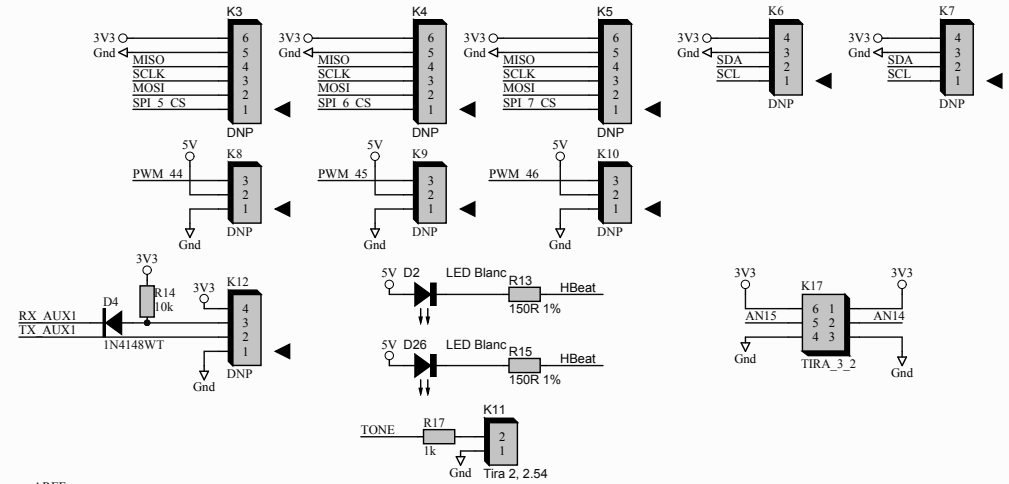 K3
3V3
Gnd
MISO
SCLK
MOSI
SPI_5_CS
6
5
4
3
2
1
DNP
K4
3V3
Gnd
MISO
SCLK
MOSI
SPI_6_CS
6
5
4
3
2
1
DNP
K5
3V3
Gnd
MISO
SCLK
MOSI
SPI_7_CS
6
5
4
3
2
1
DNP
K6
3V3
Gnd
SDA
SCL
4
3
2
1
DNP
K7
3V3
Gnd
SDA
SCL
4
3
2
1
DNP
5V
K8
PWM_44
3
2
1
Gnd
DNP
5V
K9
PWM_45
3
2
1
Gnd
DNP
5V
K10
PWM_46
3
2
1
Gnd
DNP
3V3
D4
R14
10k
3V3
K12
RX_AUX1
TX_AUX1
1N4148WT
4
3
2
1
Gnd
DNP
5V
D2
LED Blanc
R13
HBeat
150R 1%
5V
D26
LED Blanc
R15
HBeat
150R 1%
K11
TONE
R17
1k
2
1
Gnd
Tira 2, 2.54
3V3
K17
3V3
AN15
6 1
5 2
4 3
AN14
Gnd
TIRA_3_2
Gnd